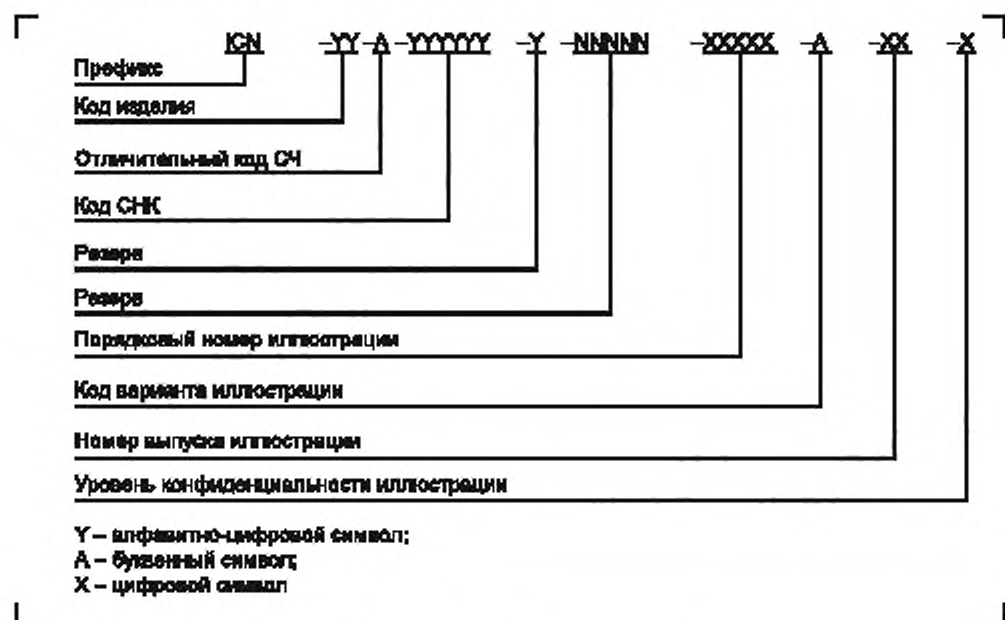 ICN -YY -A -YYYYYY -Y -NNNNN -XXXXX -A -XX -X
Префикс
Код изделия
Отличительный код СЧ
Код СНК
Резерв
Резерв
Порядковый номер иллюстрации
Код варианта иллюстрации
Номер выпуска иллюстрации
Уровень конфиденциальности иллюстрации
Y – алфавитно-цифровой символ;
А – буквенный символ;
X – цифровой символ